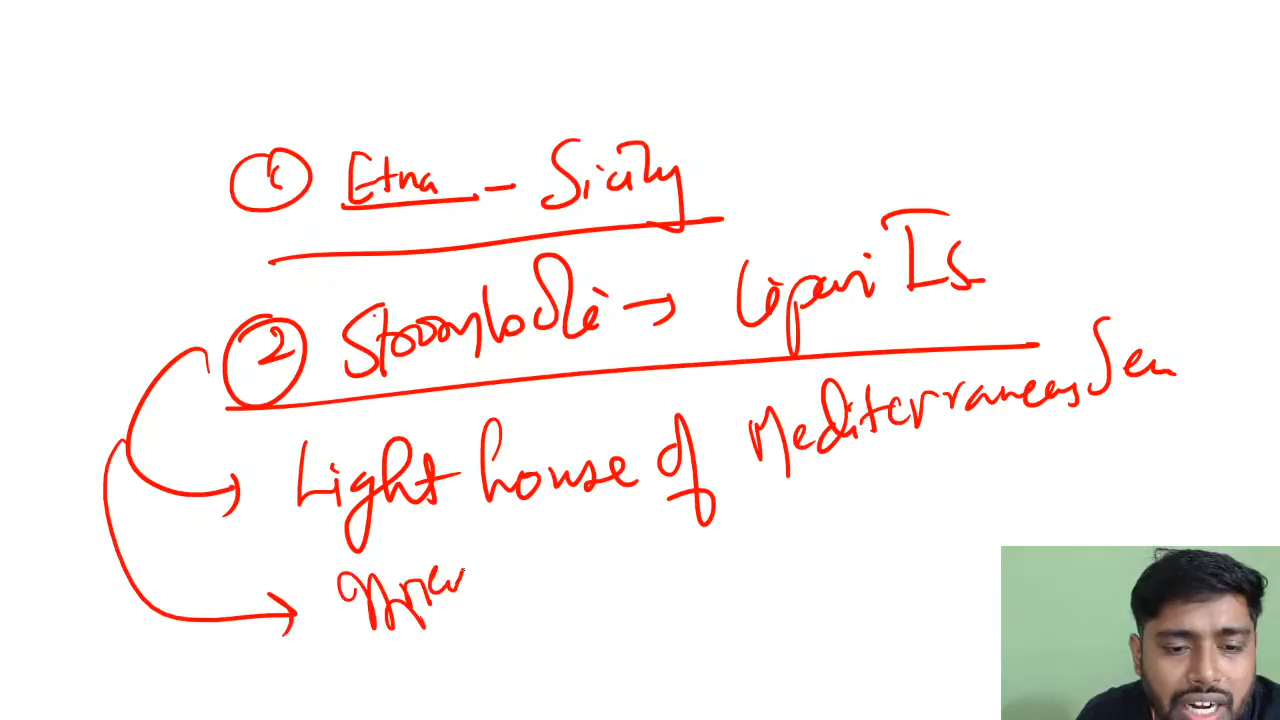 ① Etna - Sicily
② Stromboli → Lipari Is
Light house of Mediterranean Sea